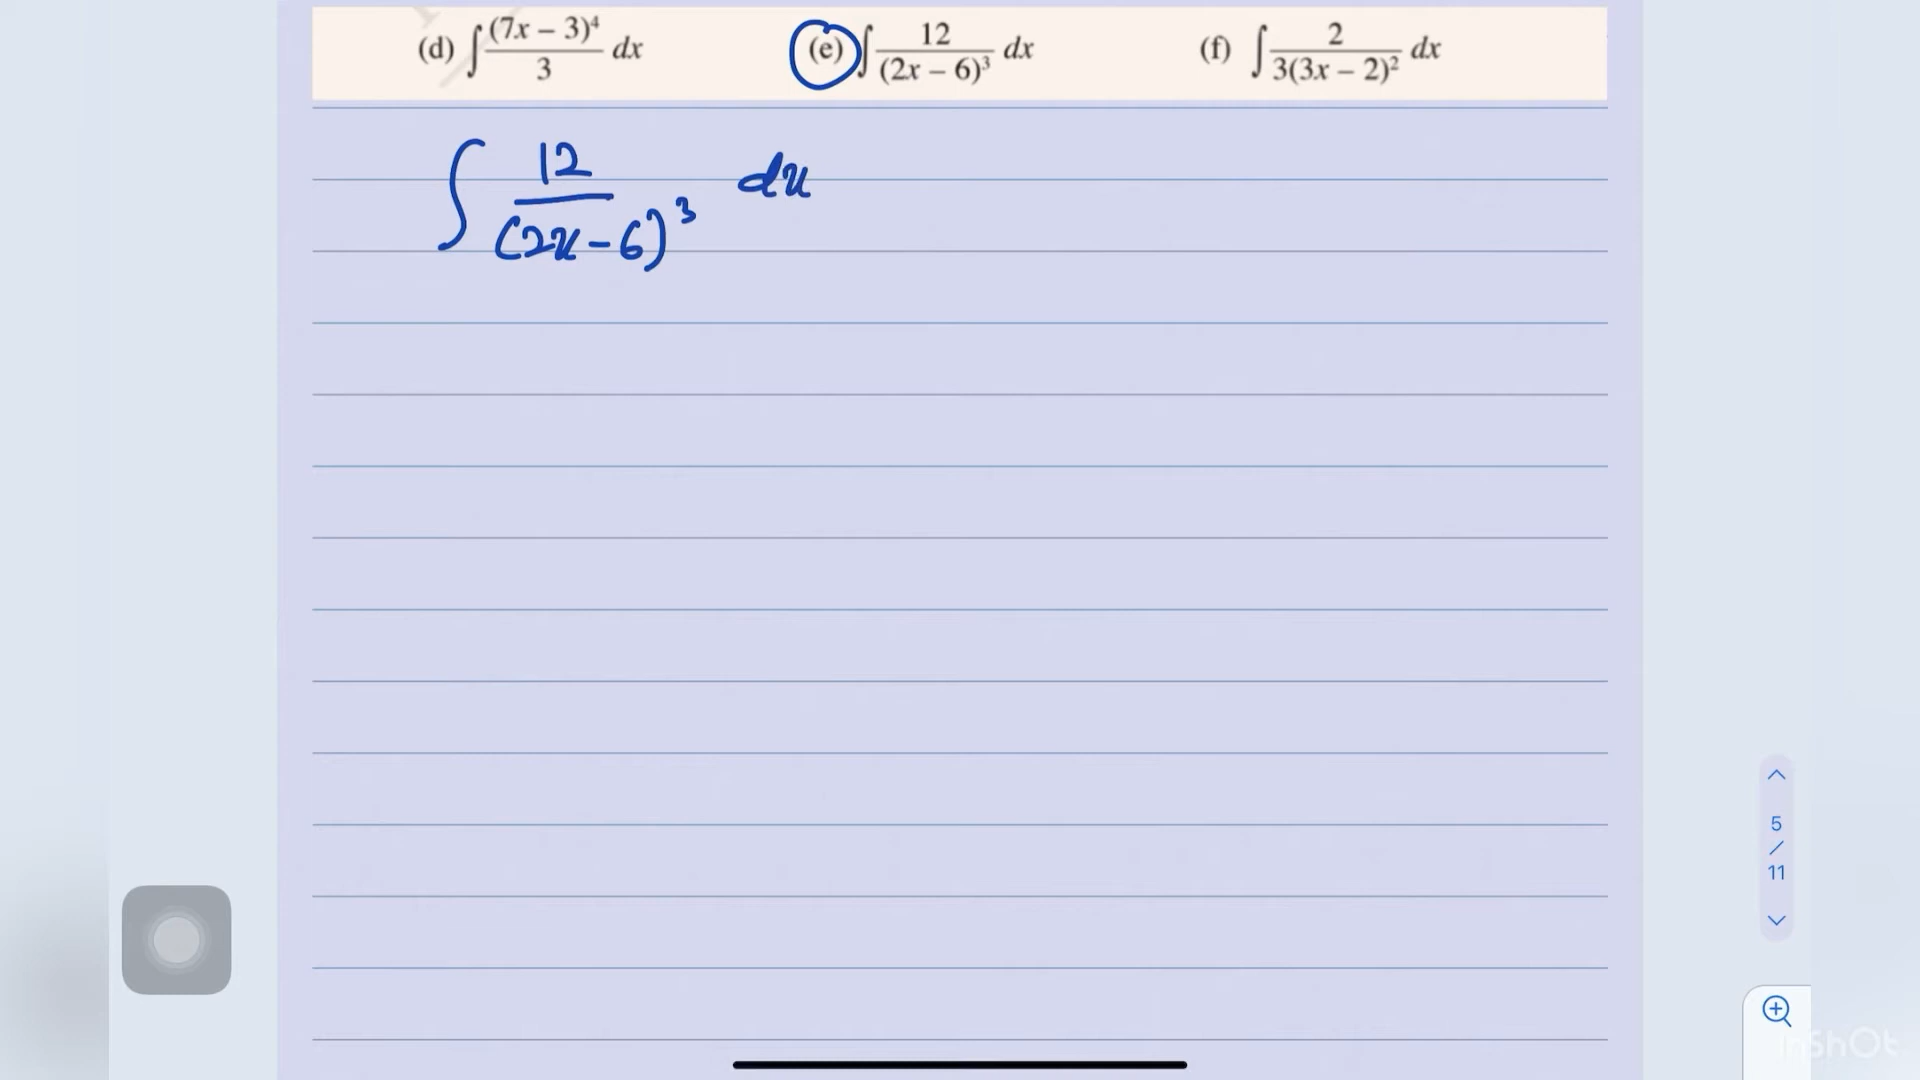 (d) ∫ (7x – 3)⁴ / 3 dx (e) ∫ 12 / (2x – 6)³ dx (f) ∫ 2 / 3(3x – 2)² dx
∫ 12 / (2x – 6)³ dx
5
/
11
InShOt